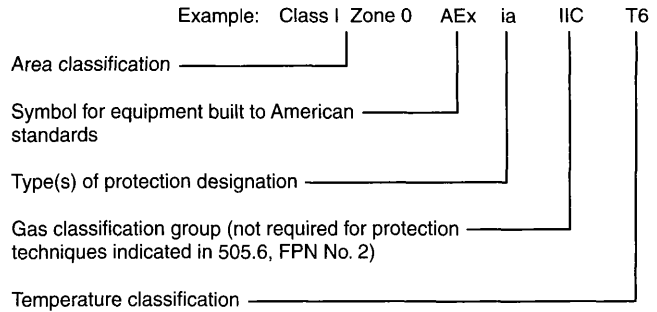 Example: Class I Zone 0 AEx ia IIC T6
Area classification
Symbol for equipment built to American
standards
Type(s) of protection designation
Gas classification group (not required for protection
techniques indicated in 505.6, FPN No. 2)
Temperature classification